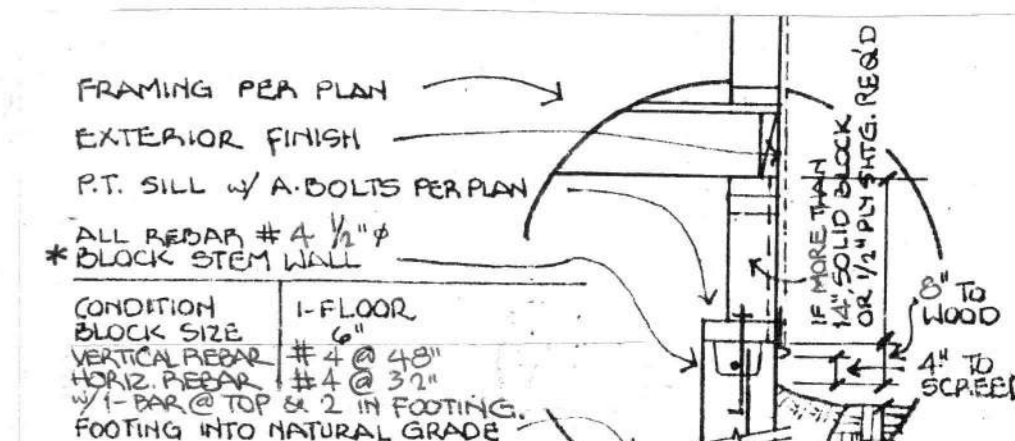 FRAMING PER PLAN
EXTERIOR FINISH
P.T. SILL w/ A.BOLTS PER PLAN
ALL REBAR # 4 1/2" ø
* BLOCK STEM WALL
CONDITION 1-FLOOR
BLOCK SIZE 6"
VERTICAL REBAR # 4 @ 48"
HORIZ. REBAR # 4 @ 32"
W/ 1-BAR @ TOP & 2 IN FOOTING.
FOOTING INTO NATURAL GRADE
IF MORE THAN
14", SOLID BLOCK
OR 1/2" PLY SHTG. REQ'D
8" TO
WOOD
4" TO
SCREED